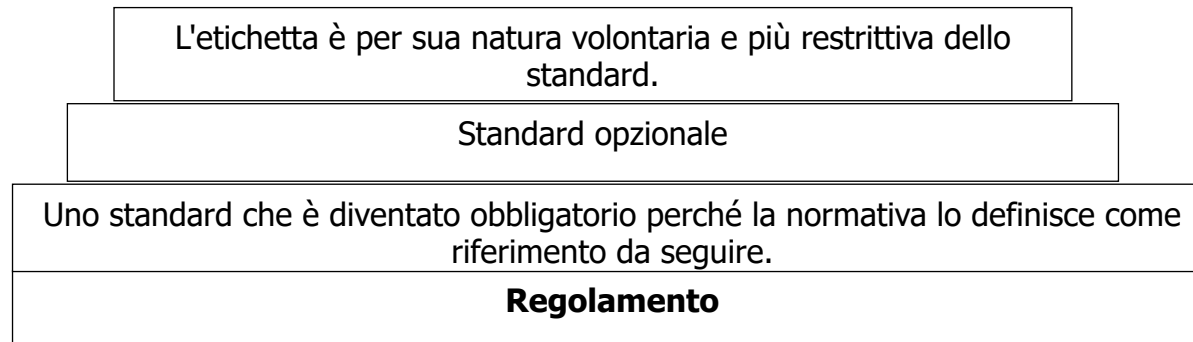 L'etichetta è per sua natura volontaria e più restrittiva dello
standard.
Standard opzionale
Uno standard che è diventato obbligatorio perché la normativa lo definisce come
riferimento da seguire.
Regolamento